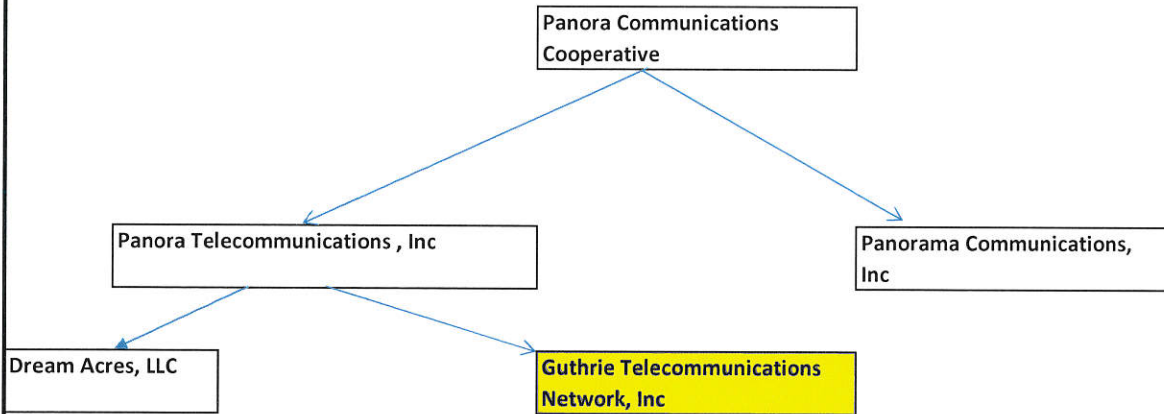 Panora Communications
Cooperative
Panora Telecommunications , Inc
Panorama Communications,
Inc
Dream Acres, LLC
Guthrie Telecommunications
Network, Inc